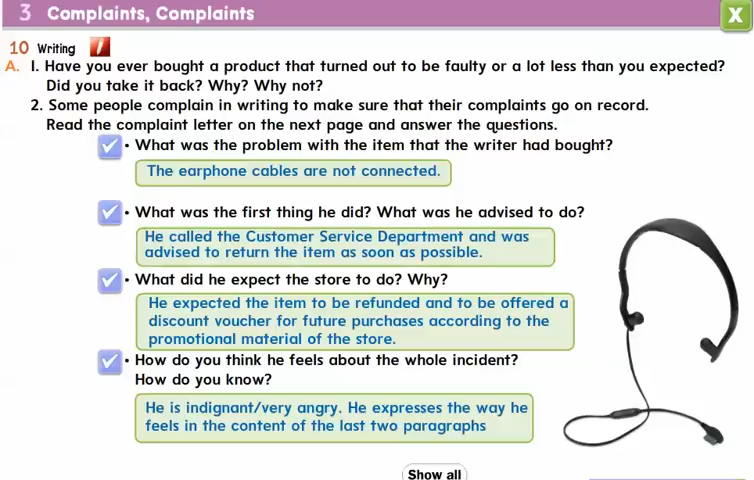 3 Complaints, Complaints
X
10 Writing
A. 1. Have you ever bought a product that turned out to be faulty or a lot less than you expected?
Did you take it back? Why? Why not?
2. Some people complain in writing to make sure that their complaints go on record.
Read the complaint letter on the next page and answer the questions.
• What was the problem with the item that the writer had bought?
The earphone cables are not connected.
• What was the first thing he did? What was he advised to do?
He called the Customer Service Department and was
advised to return the item as soon as possible.
• What did he expect the store to do? Why?
He expected the item to be refunded and to be offered a
discount voucher for future purchases according to the
promotional material of the store.
• How do you think he feels about the whole incident?
How do you know?
He is indignant/very angry. He expresses the way he
feels in the content of the last two paragraphs
Show all